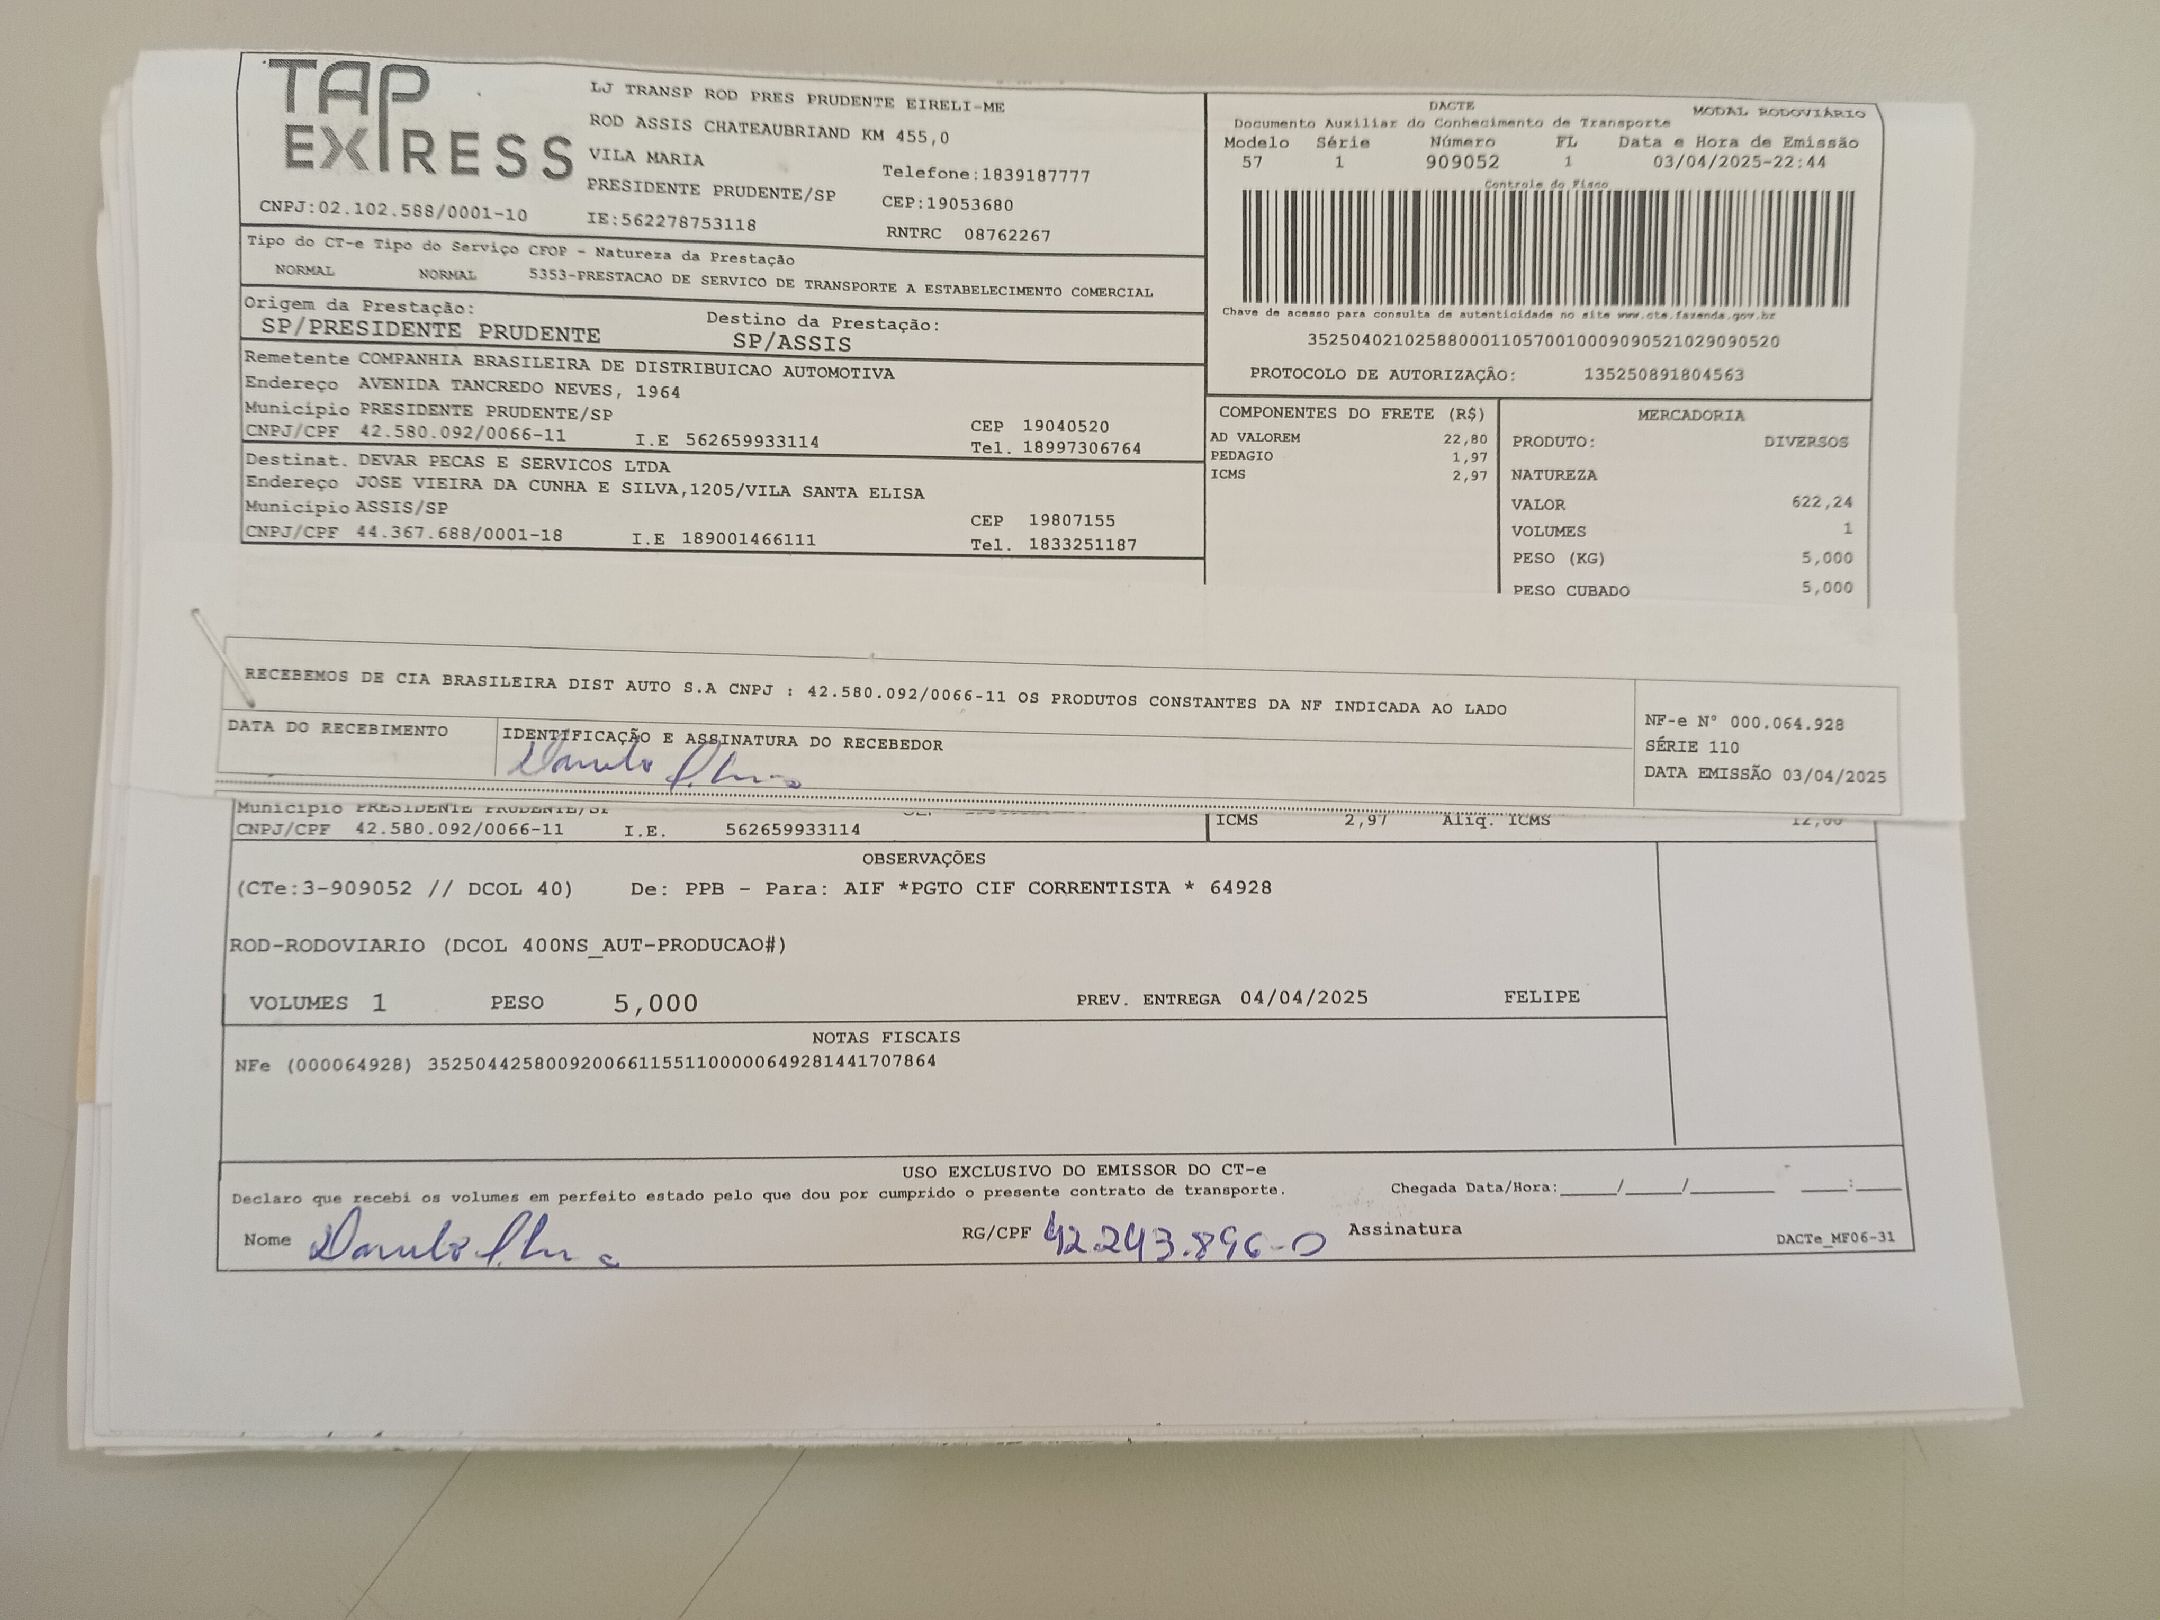 TAP EXPRESS
LJ TRANSP ROD PRES PRUDENTE EIRELI-ME
ROD ASSIS CHATEAUBRIAND KM 455,0
VILA MARIA
Telefone:1839187777
PRESIDENTE PRUDENTE/SP
CEP:19053680
CNPJ:02.102.588/0001-10
IE:562278753118
RNTRC 08762267
DACTE
MODAL RODOVIÁRIO
Documento Auxiliar do Conhecimento de Transporte
Modelo Série Número FL Data e Hora de Emissão
57 1 909052 1 03/04/2025-22:44
Controle do Fisco
Chave de acesso para consulta de autenticidade no site www.cte.fazenda.gov.br
35250402102588000110570010009090521029090520
PROTOCOLO DE AUTORIZAÇÃO: 135250891804563
Tipo do CT-e Tipo do Serviço CFOP - Natureza da Prestação
NORMAL NORMAL 5353-PRESTACAO DE SERVICO DE TRANSPORTE A ESTABELECIMENTO COMERCIAL
Origem da Prestação: Destino da Prestação:
SP/PRESIDENTE PRUDENTE SP/ASSIS
Remetente COMPANHIA BRASILEIRA DE DISTRIBUICAO AUTOMOTIVA
Endereço AVENIDA TANCREDO NEVES, 1964
Município PRESIDENTE PRUDENTE/SP CEP 19040520
CNPJ/CPF 42.580.092/0066-11 I.E 562659933114 Tel. 18997306764
Destinat. DEVAR PECAS E SERVICOS LTDA
Endereço JOSE VIEIRA DA CUNHA E SILVA,1205/VILA SANTA ELISA
Município ASSIS/SP CEP 19807155
CNPJ/CPF 44.367.688/0001-18 I.E 189001466111 Tel. 1833251187
COMPONENTES DO FRETE (R$)
AD VALOREM 22,80
PEDAGIO 1,97
ICMS 2,97
MERCADORIA
PRODUTO: DIVERSOS
NATUREZA
VALOR 622,24
VOLUMES 1
PESO (KG) 5,000
PESO CUBADO 5,000
RECEBEMOS DE CIA BRASILEIRA DIST AUTO S.A CNPJ : 42.580.092/0066-11 OS PRODUTOS CONSTANTES DA NF INDICADA AO LADO
DATA DO RECEBIMENTO
IDENTIFICAÇÃO E ASSINATURA DO RECEBEDOR
Danilo
NF-e N° 000.064.928
SÉRIE 110
DATA EMISSÃO 03/04/2025
Município PRESIDENTE PRUDENTE/SP
CNPJ/CPF 42.580.092/0066-11 I.E. 562659933114
ICMS 2,97 Aliq. ICMS 12,00
OBSERVAÇÕES
(CTe:3-909052 // DCOL 40) De: PPB - Para: AIF *PGTO CIF CORRENTISTA * 64928
ROD-RODOVIARIO (DCOL 400NS_AUT-PRODUCAO#)
VOLUMES 1 PESO 5,000 PREV. ENTREGA 04/04/2025 FELIPE
NOTAS FISCAIS
NFe (000064928) 35250442580092006611551100000649281441707864
USO EXCLUSIVO DO EMISSOR DO CT-e
Declaro que recebi os volumes em perfeito estado pelo que dou por cumprido o presente contrato de transporte. Chegada Data/Hora:_____/_____/_______ ____:____
Nome Danilo RG/CPF 42.243.896-0 Assinatura
DACTe_MF06-31